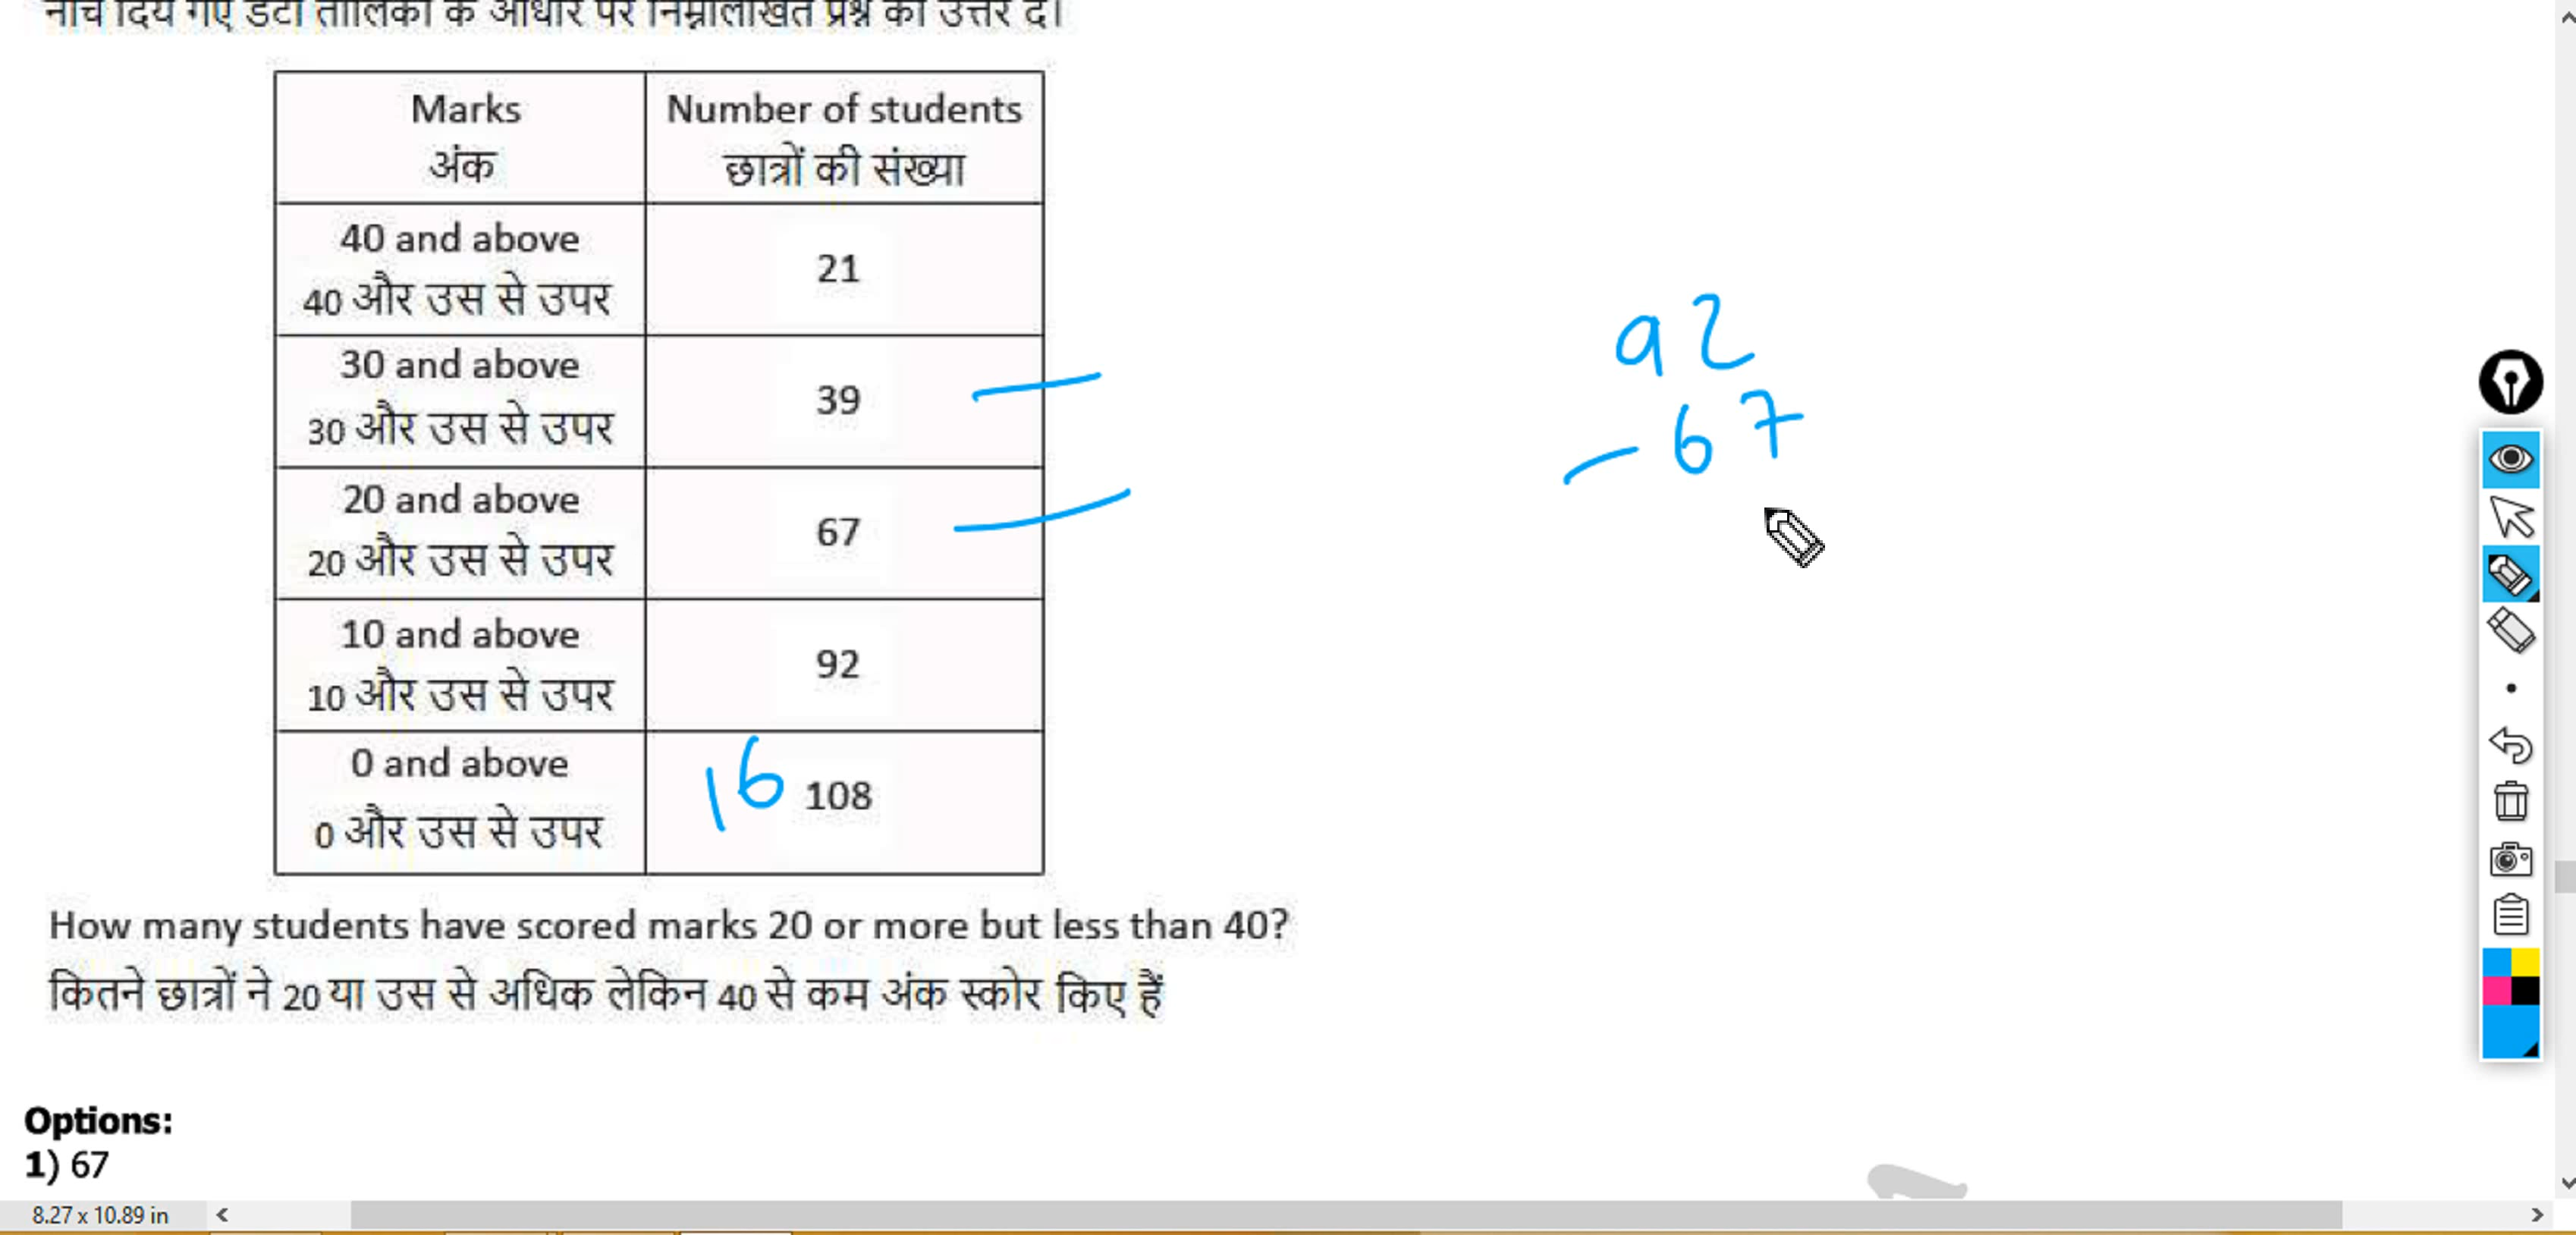 नीचे दिये गए डेटा तालिका के आधार पर निम्नलिखित प्रश्न का उत्तर दें।
Marks
अंक
Number of students
छात्रों की संख्या
40 and above
40 और उस से उपर
21
30 and above
30 और उस से उपर
39
20 and above
20 और उस से उपर
67
10 and above
10 और उस से उपर
92
0 and above
0 और उस से उपर
16
108
92
- 67
How many students have scored marks 20 or more but less than 40?
कितने छात्रों ने 20 या उस से अधिक लेकिन 40 से कम अंक स्कोर किए हैं
Options:
1) 67
8.27 x 10.89 in